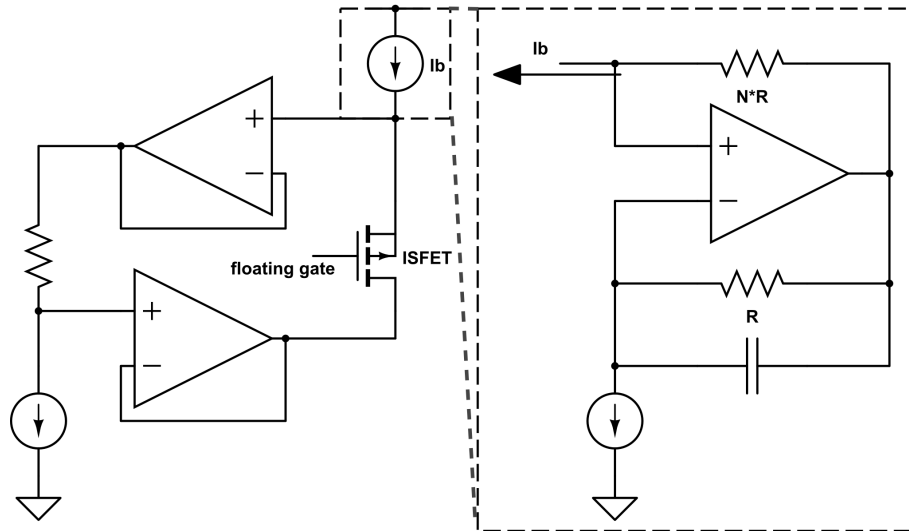 Ib
Ib
N*R
+
−
+
−
ISFET
floating gate
+
−
R